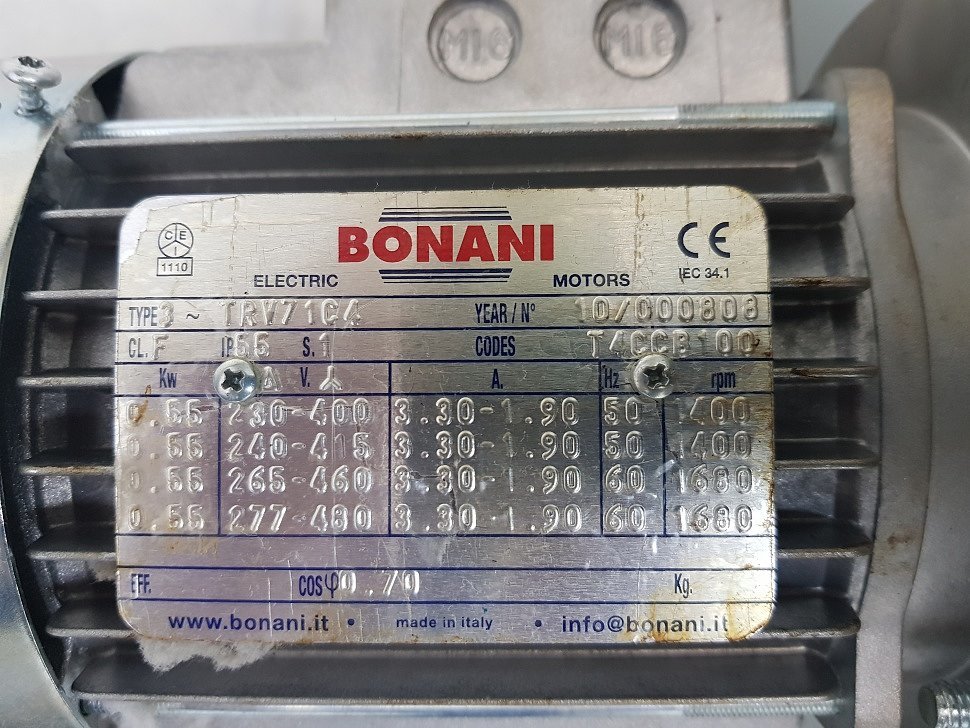 M16 M16
CEI
1110
BONANI
CE
IEC 34.1
ELECTRIC MOTORS
TYPE 3 ~ TRV71C4 YEAR / N° 10/000808
CL. F IP55 S.1 CODES T4CCB 00
Kw Δ V. A. Hz rpm
0.55 230-400 3.30-1.90 50 1400
0.55 240-415 3.30-1.90 50 1400
0.55 265-460 3.30-1.90 60 1680
0.55 277-480 3.30-1.90 60 1680
EFF. COSφ 0.70 Kg.
www.bonani.it • made in italy • info@bonani.it